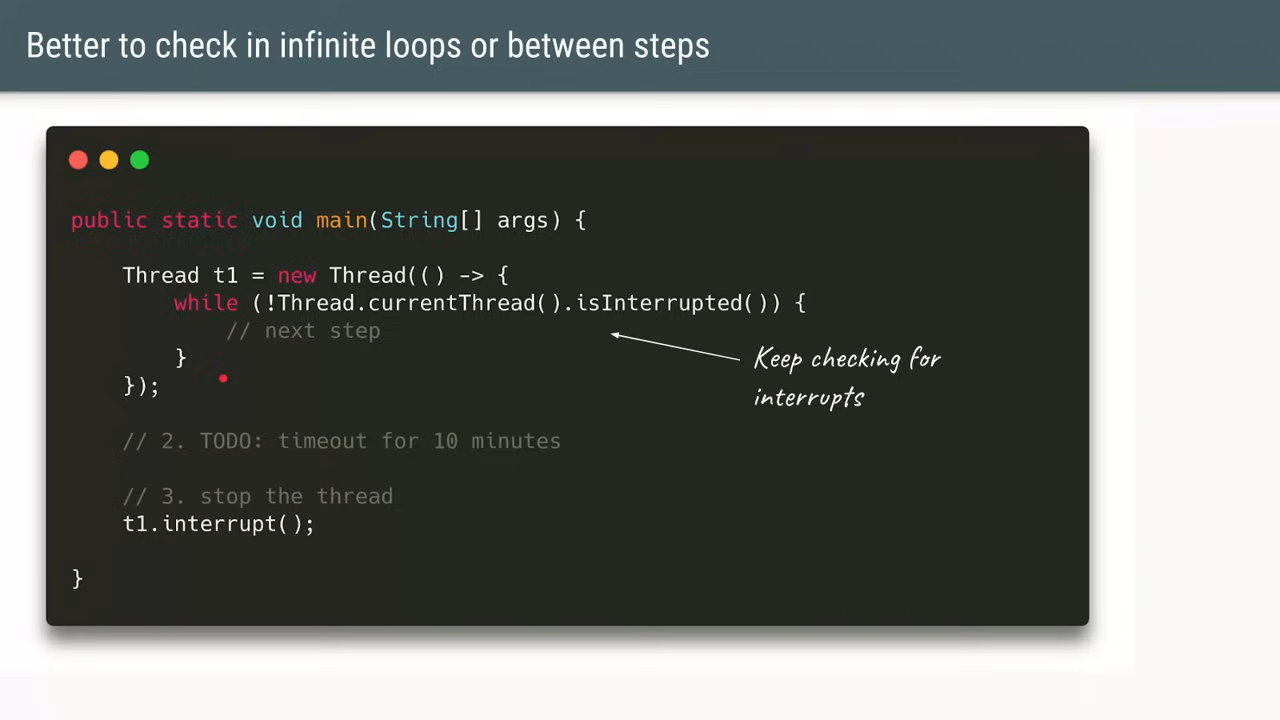 Better to check in infinite loops or between steps
public static void main(String[] args) {
Thread t1 = new Thread(() -> {
while (!Thread.currentThread().isInterrupted()) {
// next step
}
});
Keep checking for
interrupts
// 2. TODO: timeout for 10 minutes
// 3. stop the thread
t1.interrupt();
}